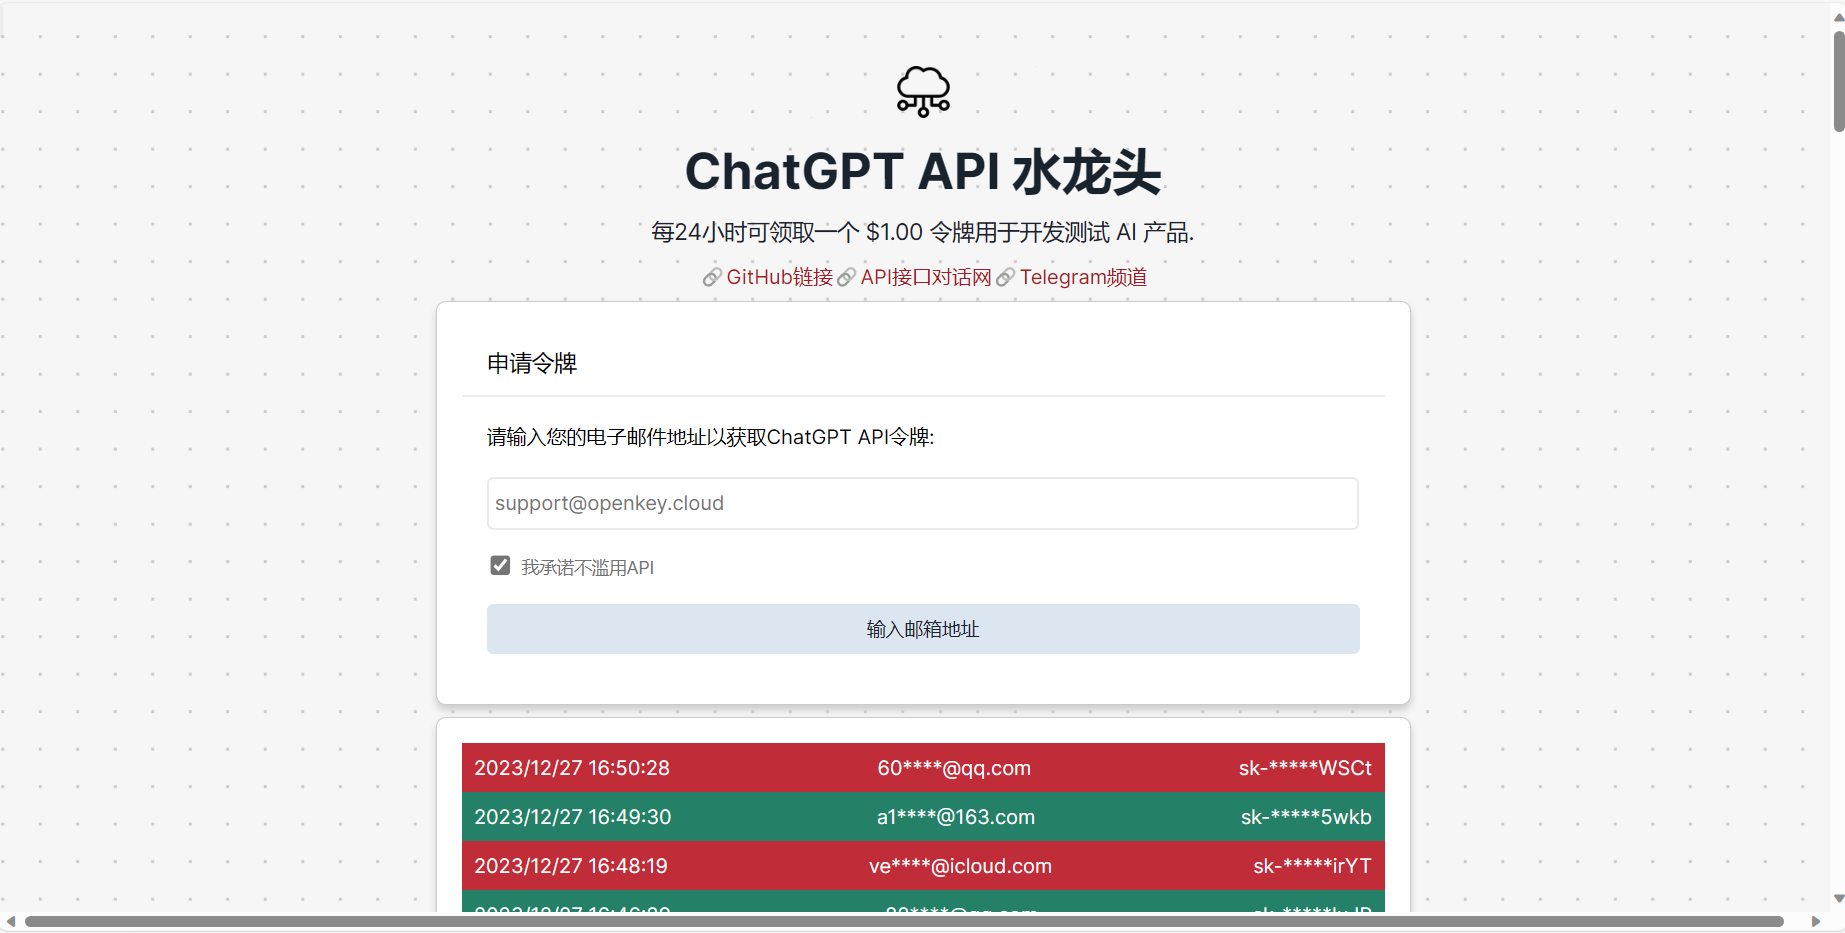 ChatGPT API 水龙头
每24小时可领取一个 $1.00 令牌用于开发测试 AI 产品.
GitHub链接 API接口对话网 Telegram频道
申请令牌
请输入您的电子邮件地址以获取ChatGPT API令牌:
support@openkey.cloud
我承诺不滥用API
输入邮箱地址
2023/12/27 16:50:28 60****@qq.com sk-*****WSCt
2023/12/27 16:49:30 a1****@163.com sk-*****5wkb
2023/12/27 16:48:19 ve****@icloud.com sk-*****irYT